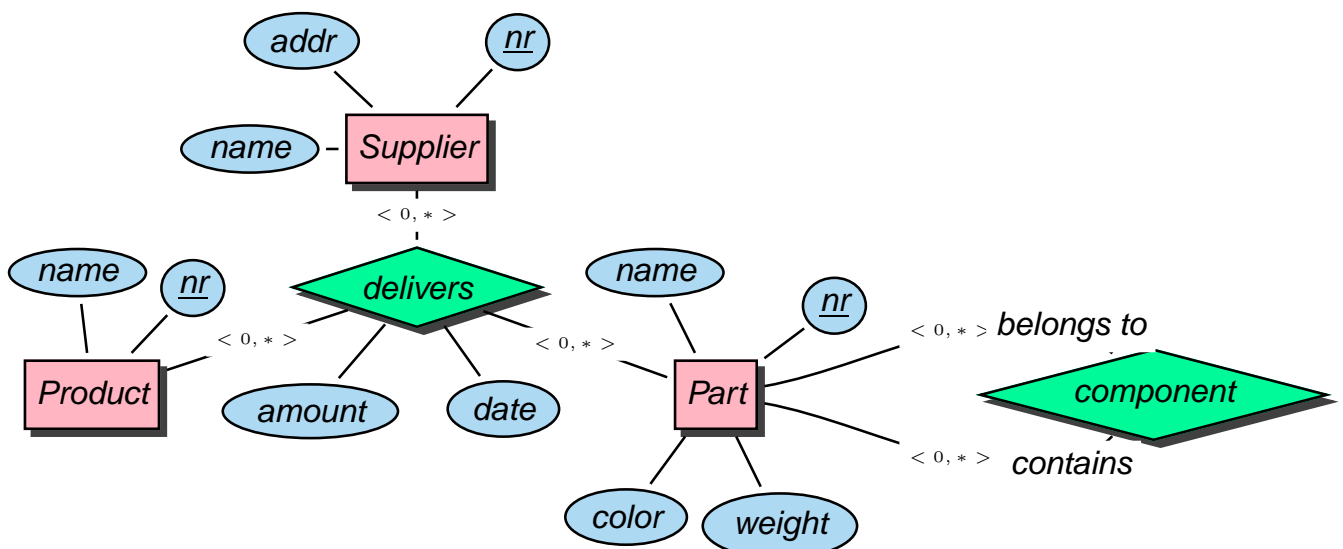 addr
nr
name
Supplier
< 0, * >
name
nr
delivers
name
nr
< 0, * >
< 0, * >
< 0, * >
belongs to
Product
amount
date
Part
component
< 0, * >
contains
color
weight